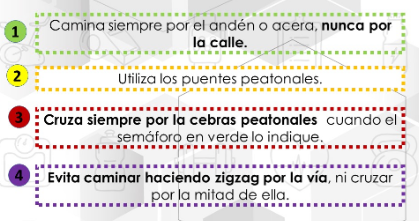 1
Camina siempre por el andén o acera, nunca por
la calle.
2
Utiliza los puentes peatonales.
3
Cruza siempre por la cebras peatonales cuando el
semáforo en verde lo indique.
4
Evita caminar haciendo zigzag por la vía, ni cruzar
por la mitad de ella.